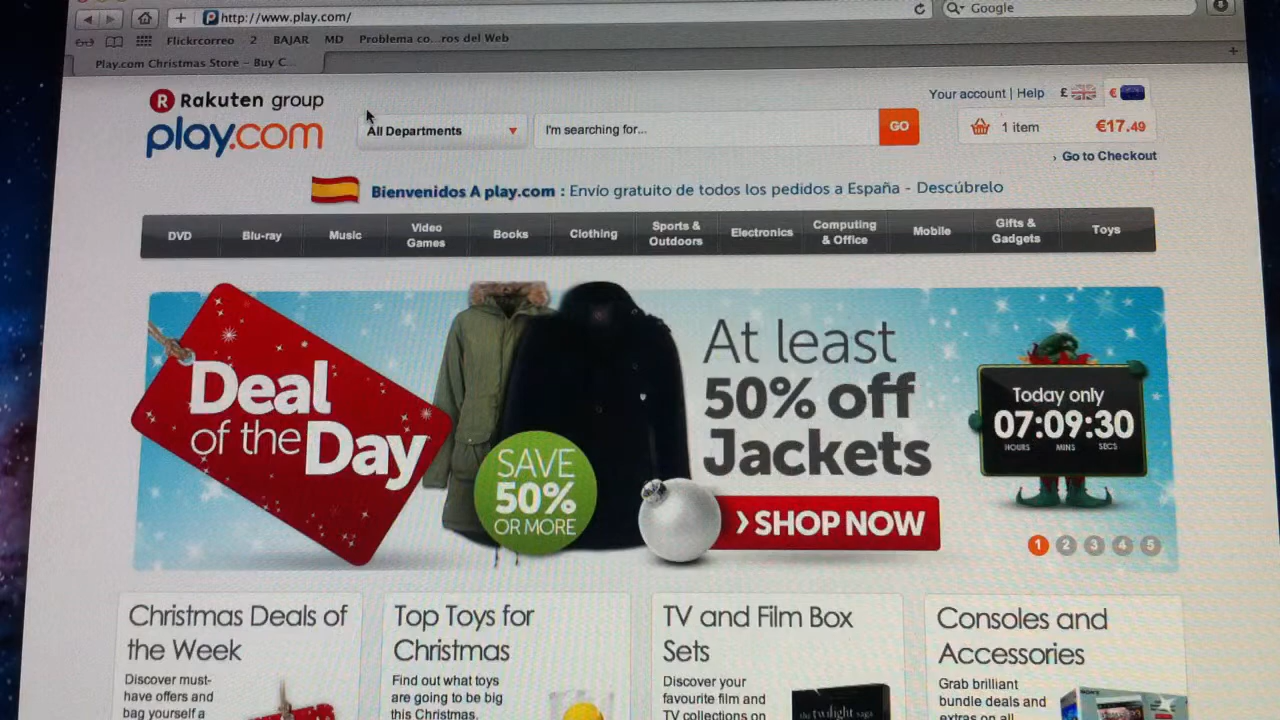 http://www.play.com/
Google
Flickrcorreo 2 BAJAR MD Problema co...ros del Web
Play.com Christmas Store – Buy C...
Rakuten group
play.com
All Departments
I'm searching for...
GO
Your account | Help £ €
1 item €17.49
› Go to Checkout
Bienvenidos A play.com : Envío gratuito de todos los pedidos a España - Descúbrelo
DVD
Blu-ray
Music
Video
Games
Books
Clothing
Sports &
Outdoors
Electronics
Computing
& Office
Mobile
Gifts &
Gadgets
Toys
Deal
of the Day
SAVE
50%
OR MORE
At least
50% off
Jackets
› SHOP NOW
Today only
07:09:30
HOURS MINS SECS
1 2 3 4 5
Christmas Deals of
the Week
Discover must-
have offers and
bag yourself a
Top Toys for
Christmas
Find out what toys
are going to be big
this Christmas.
TV and Film Box
Sets
Discover your
favourite film and
TV collections on
the twilight saga
Consoles and
Accessories
Grab brilliant
bundle deals and
extras on all